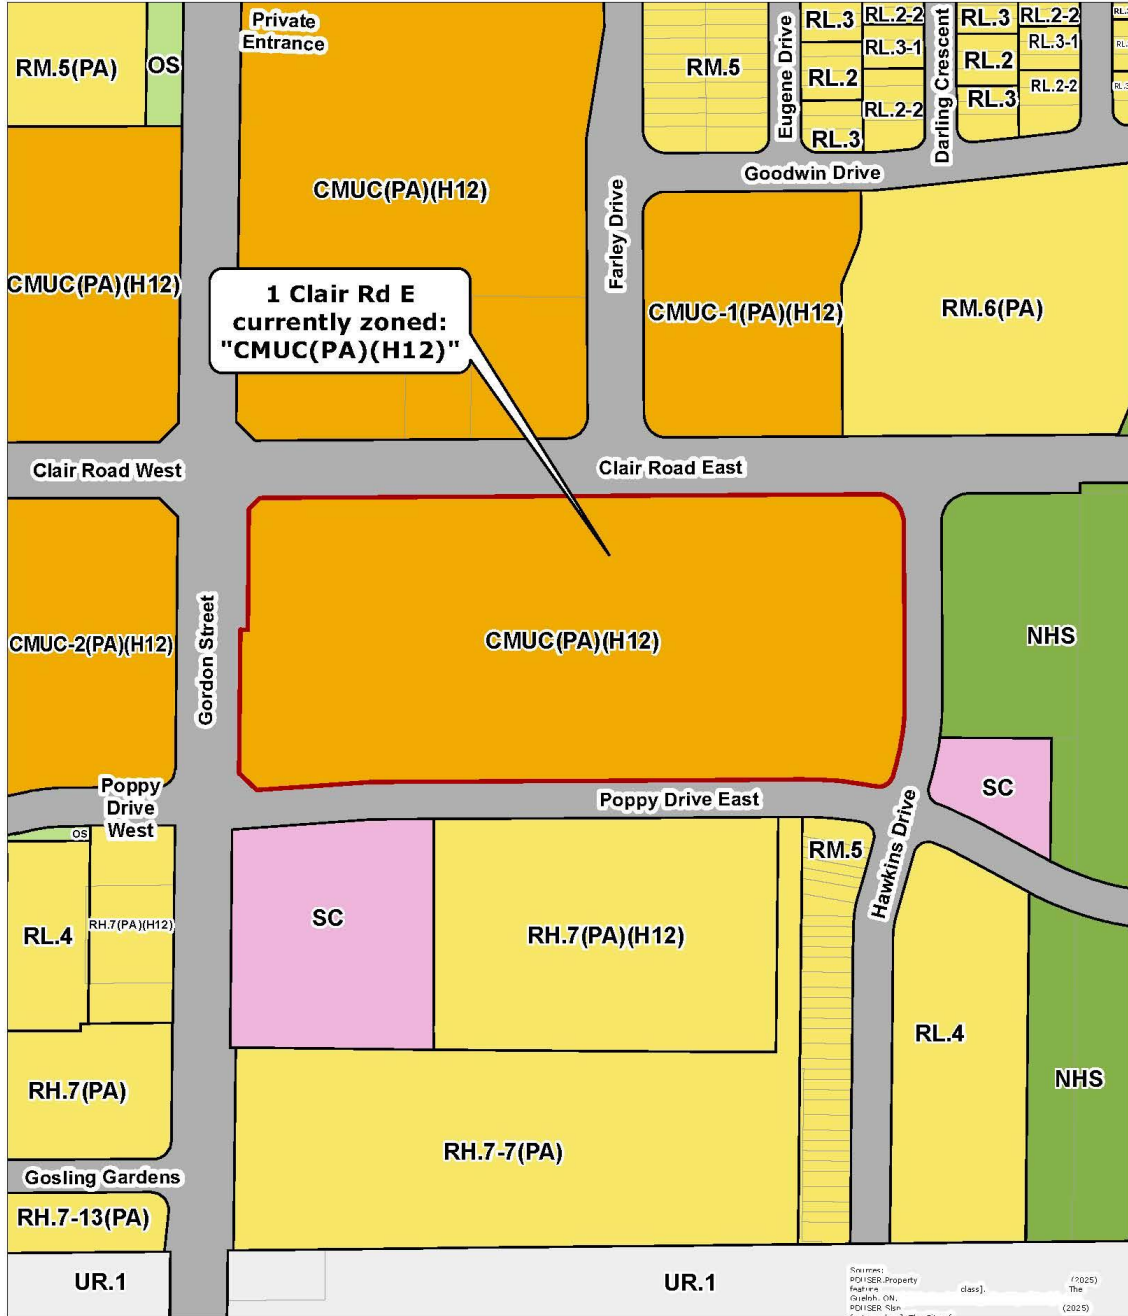 Private
Entrance
RM.5(PA)
OS
RM.5
Eugene Drive
RL.3
RL.2
RL.3
RL.2-2
RL.3-1
RL.2-2
Darling Crescent
RL.3
RL.2
RL.3
RL.2-2
RL.3-1
RL.2-2
Goodwin Drive
CMUC(PA)(H12)
CMUC(PA)(H12)
Farley Drive
1 Clair Rd E
currently zoned:
"CMUC(PA)(H12)"
CMUC-1(PA)(H12)
RM.6(PA)
Clair Road West
Clair Road East
CMUC-2(PA)(H12)
Gordon Street
CMUC(PA)(H12)
NHS
Poppy
Drive
West
Poppy Drive East
SC
OS
RL.4
RH.7(PA)(H12)
SC
RH.7(PA)(H12)
RM.5
Hawkins Drive
RL.4
NHS
RH.7(PA)
RH.7-7(PA)
Gosling Gardens
RH.7-13(PA)
UR.1
UR.1
Sources:
PDUSER.Property (2025)
feature class]. The
Guelph, ON.
(2025)